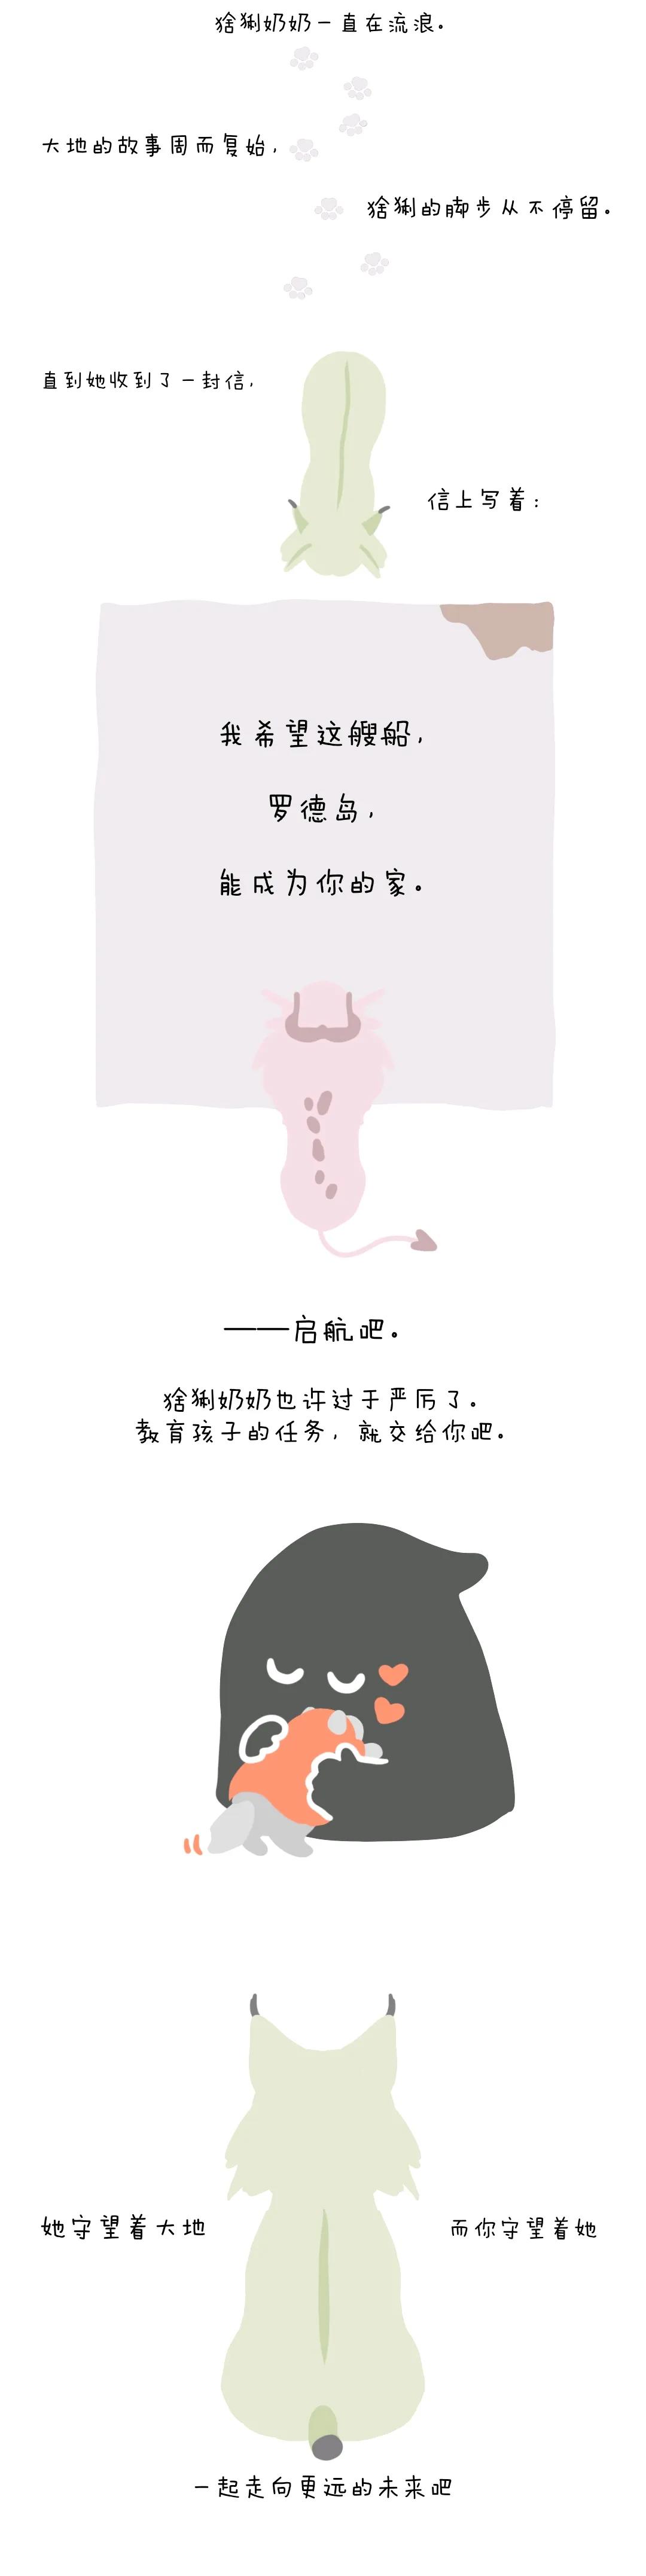 猞猁奶奶一直在流浪。
大地的故事周而复始，
猞猁的脚步从不停留。
直到她收到了一封信，
信上写着：
我希望这艘船，
罗德岛，
能成为你的家。
——启航吧。
猞猁奶奶也许过于严厉了。
教育孩子的任务，就交给你吧。
她守望着大地
而你守望着她
一起走向更远的未来吧